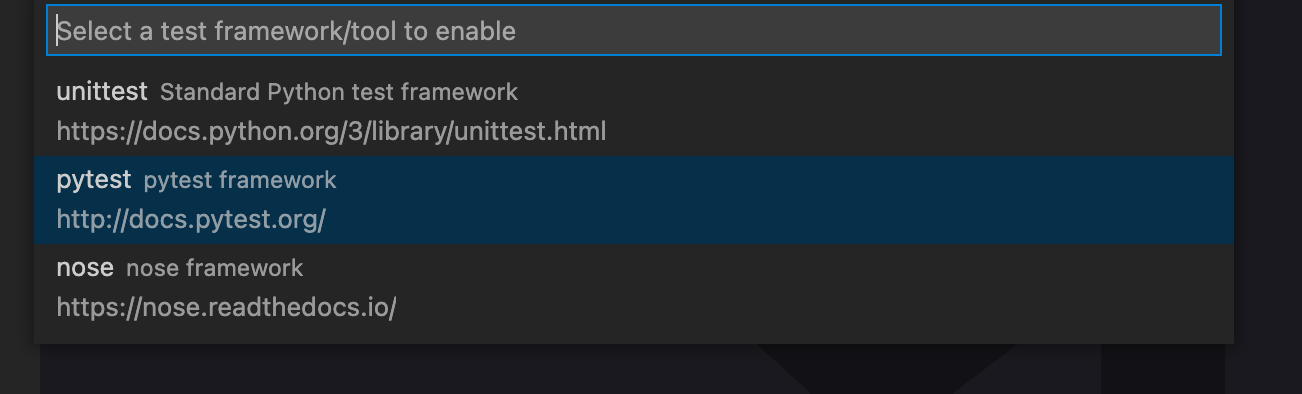 Select a test framework/tool to enable
unittest Standard Python test framework
https://docs.python.org/3/library/unittest.html
pytest pytest framework
http://docs.pytest.org/
nose nose framework
https://nose.readthedocs.io/